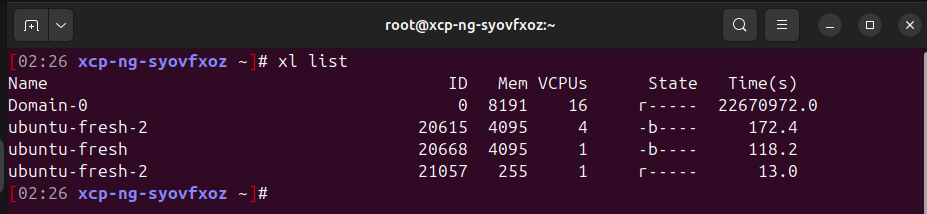 root@xcp-ng-syovfxoz:~
[02:26 xcp-ng-syovfxoz ~]# xl list
Name                                        ID   Mem VCPUs      State   Time(s)
Domain-0                                     0  8191    16     r-----  22670972.0
ubuntu-fresh-2                           20615  4095     4     -b----     172.4
ubuntu-fresh                             20668  4095     1     -b----     118.2
ubuntu-fresh-2                           21057   255     1     r-----      13.0
[02:26 xcp-ng-syovfxoz ~]#